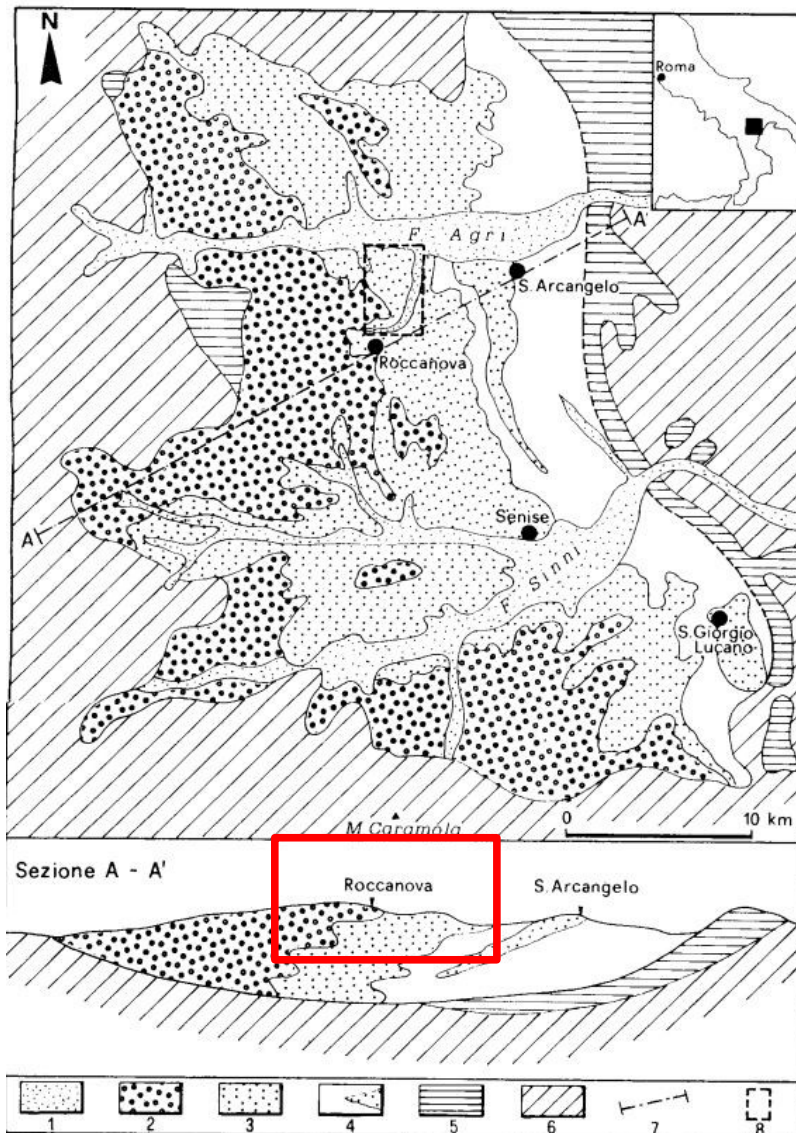 N
Roma
F. Agri
A'
S. Arcangelo
Roccanova
A
Senise
F. Sinni
S. Giorgio
Lucano
M. Caramola
0 10 km
Sezione A - A'
Roccanova
S. Arcangelo
1 2 3 4 5 6 7 8